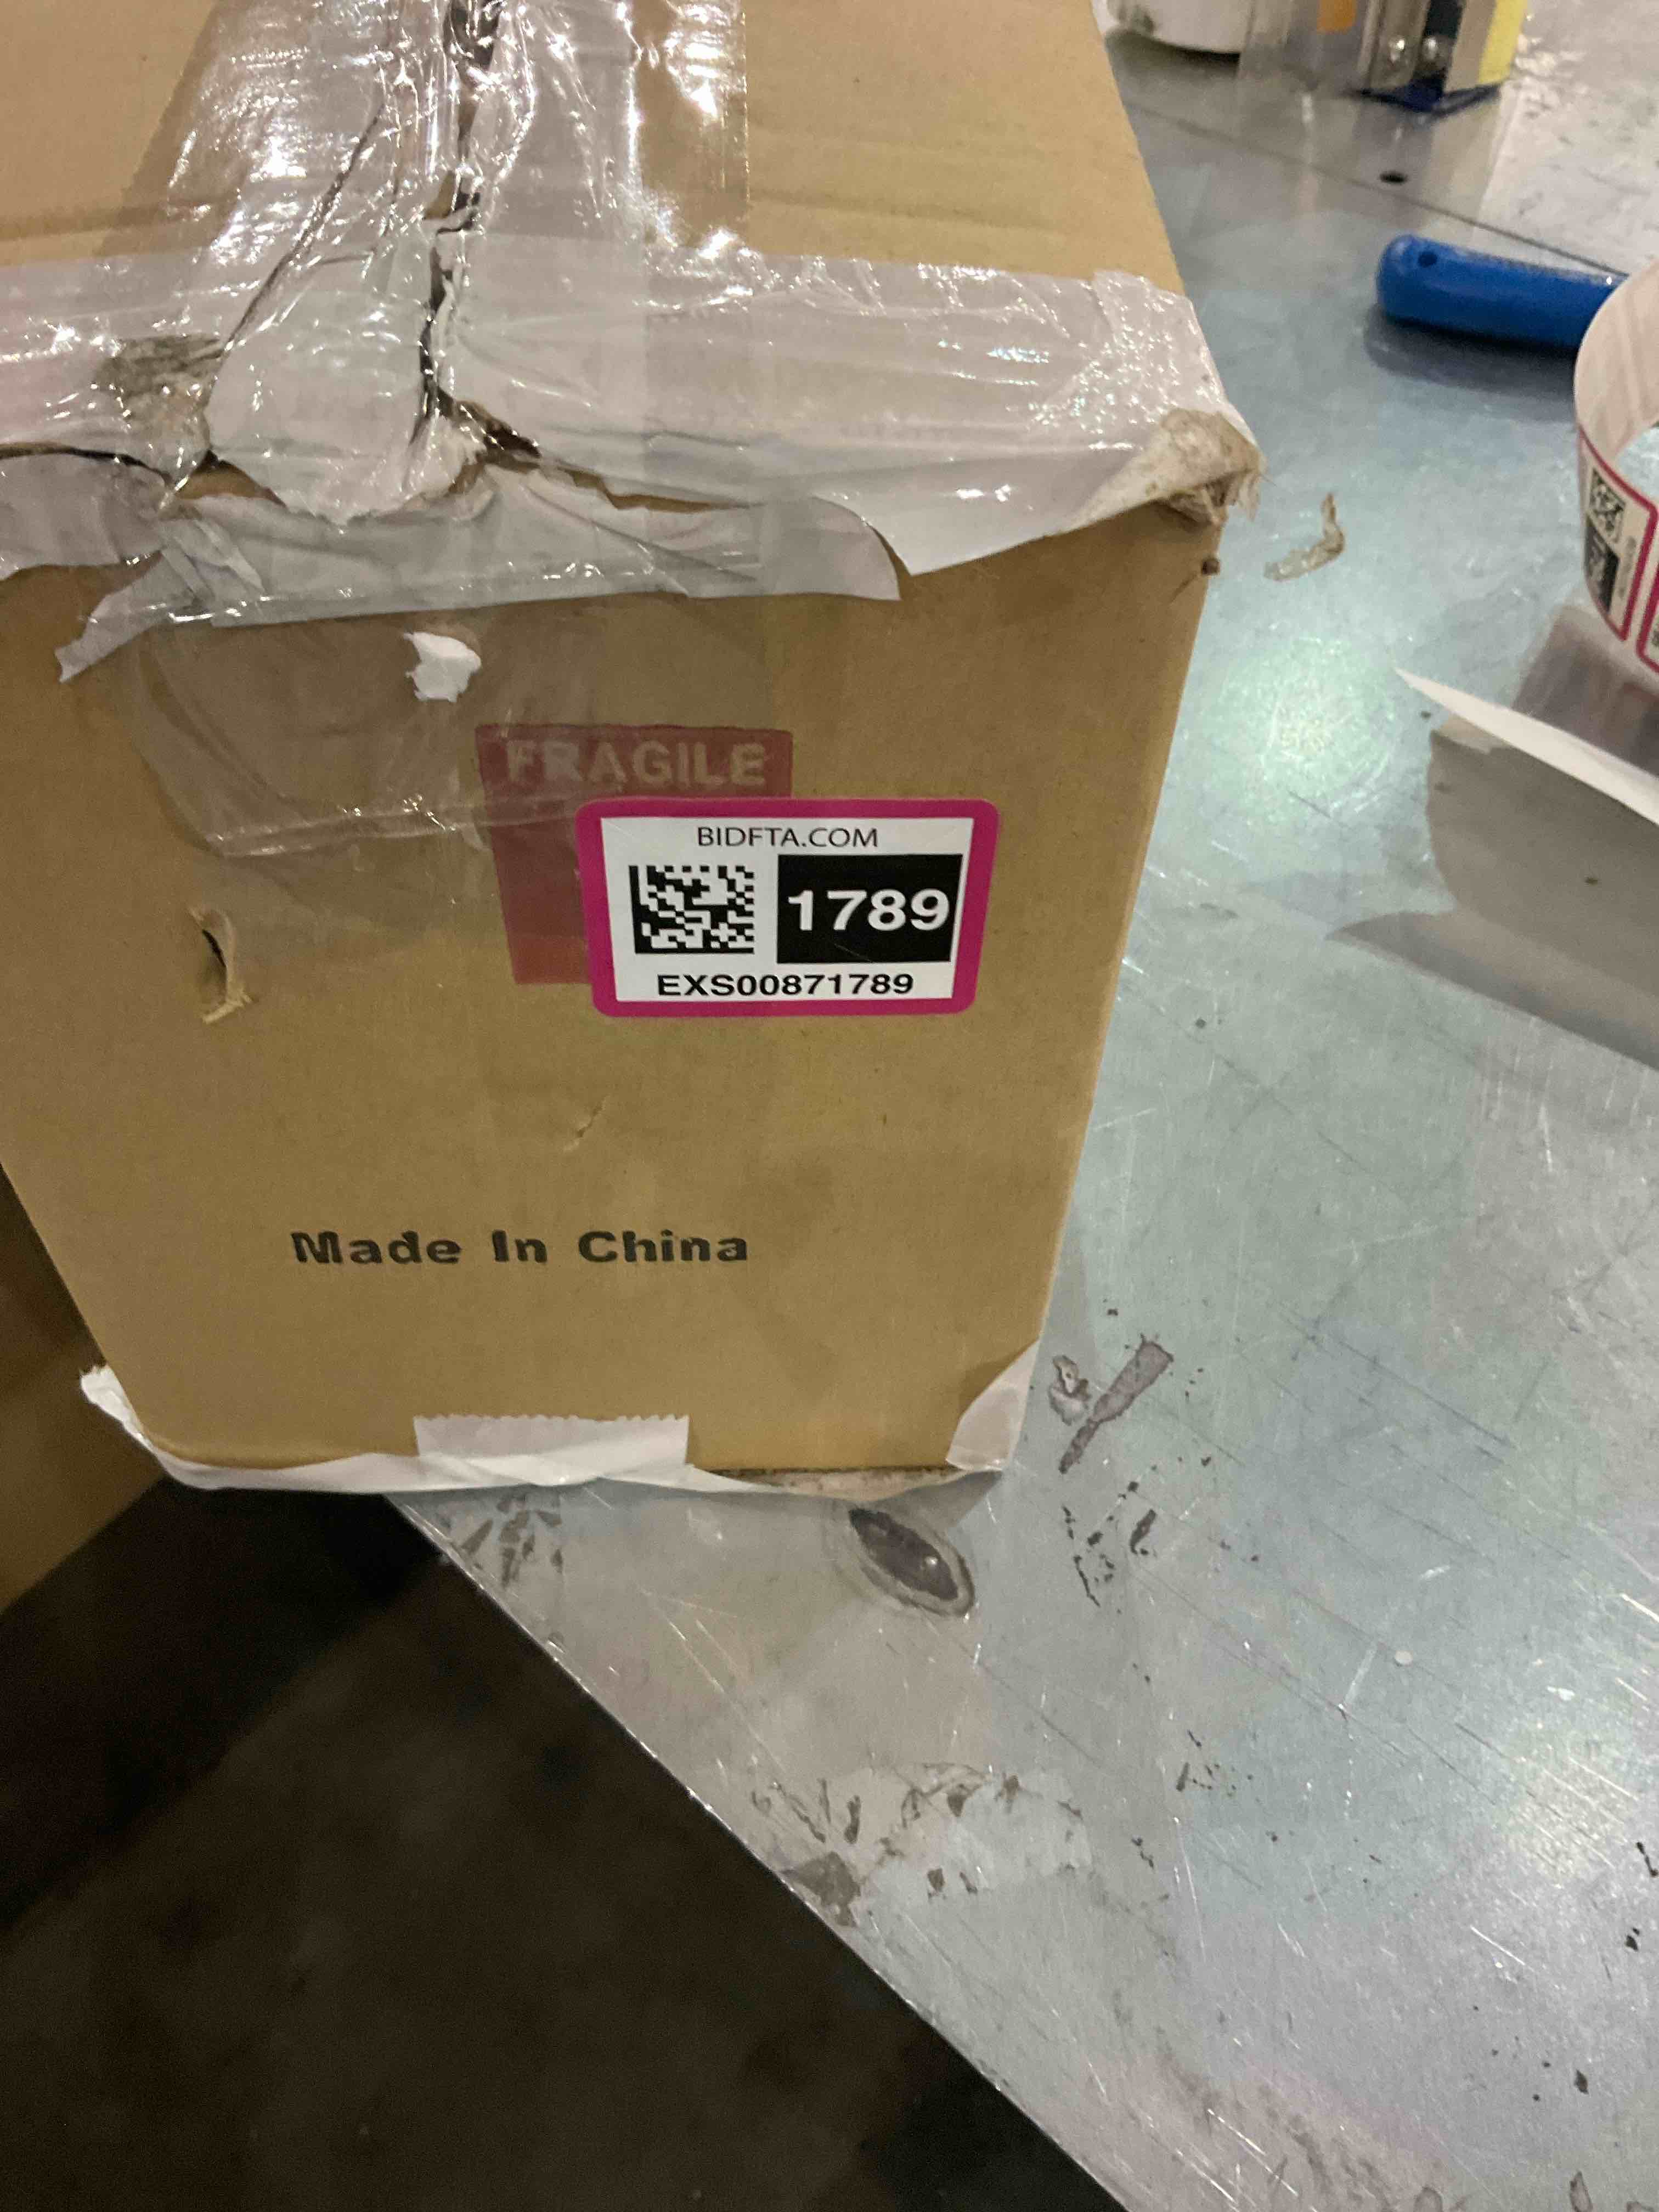 FRAGILE
BIDFTA.COM
1789
EXS00871789
Made In China